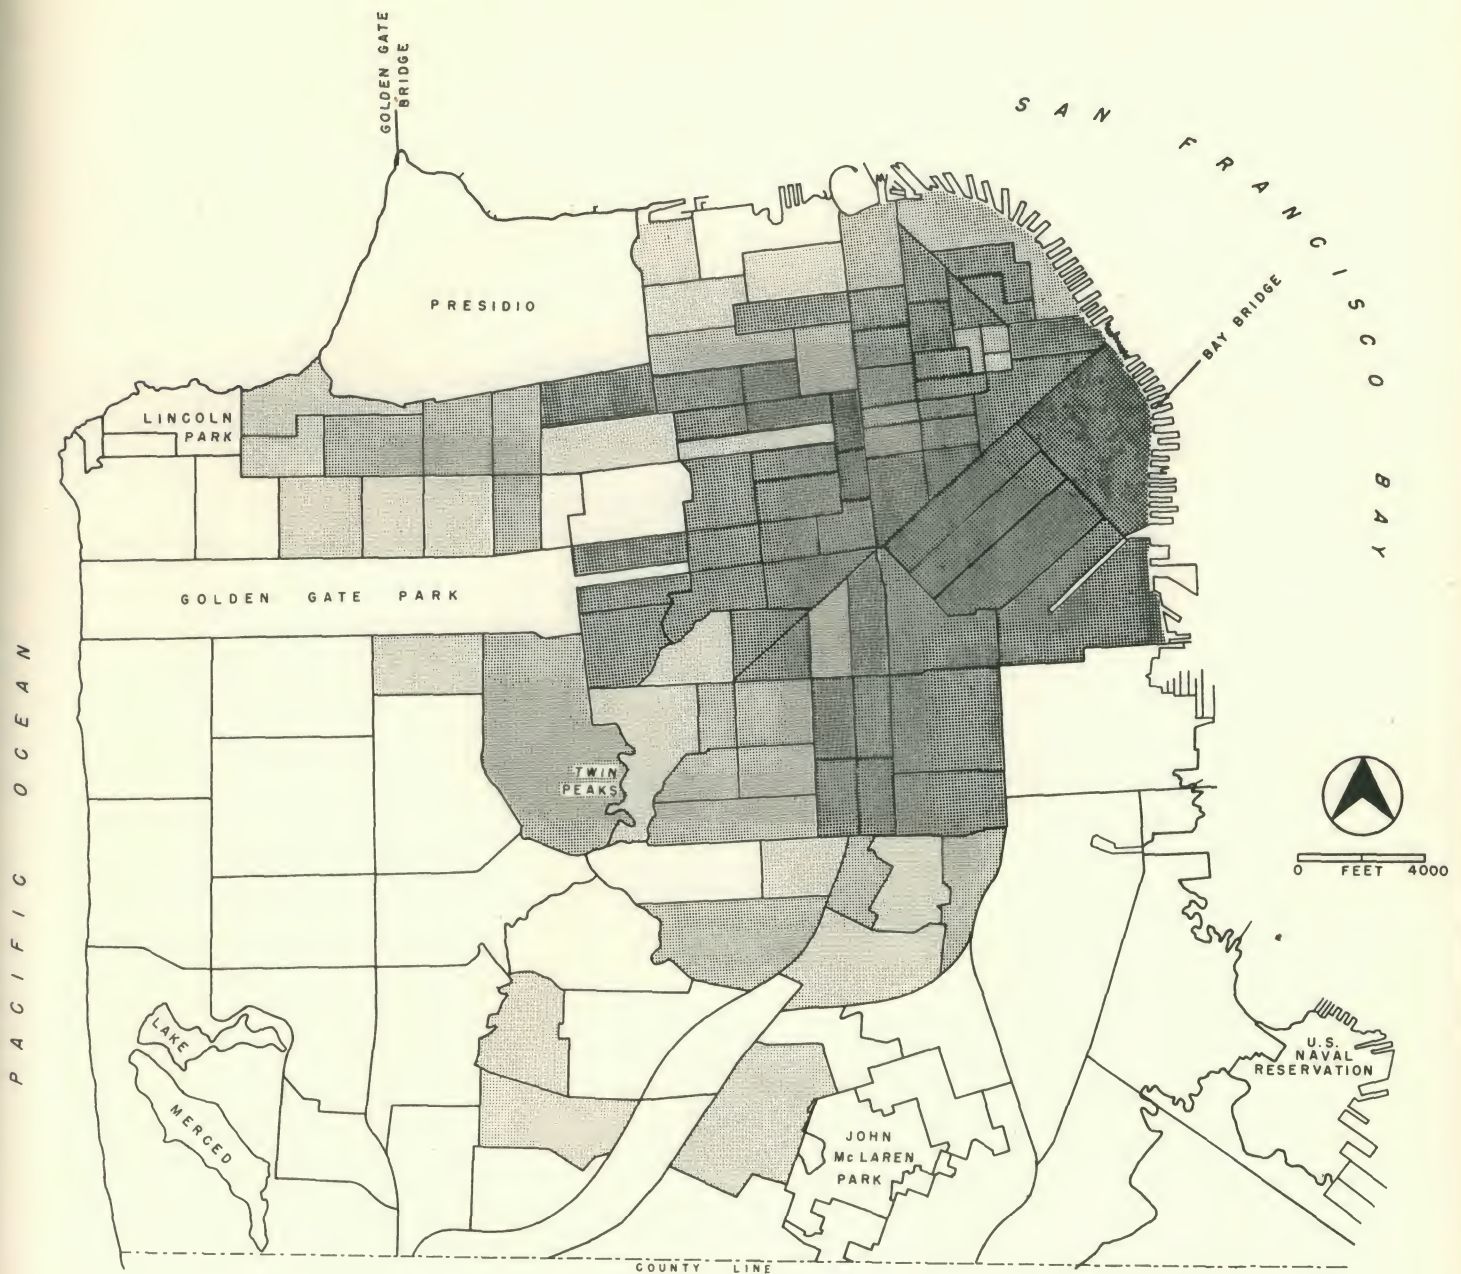 GOLDEN GATE
BRIDGE
SAN FRANCISCO BAY
BAY BRIDGE
PRESIDIO
LINCOLN
PARK
GOLDEN GATE PARK
PACIFIC OCEAN
TWIN
PEAKS
0 FEET 4000
LAKE
MERCED
U.S.
NAVAL
RESERVATION
JOHN
McLAREN
PARK
COUNTY LINE